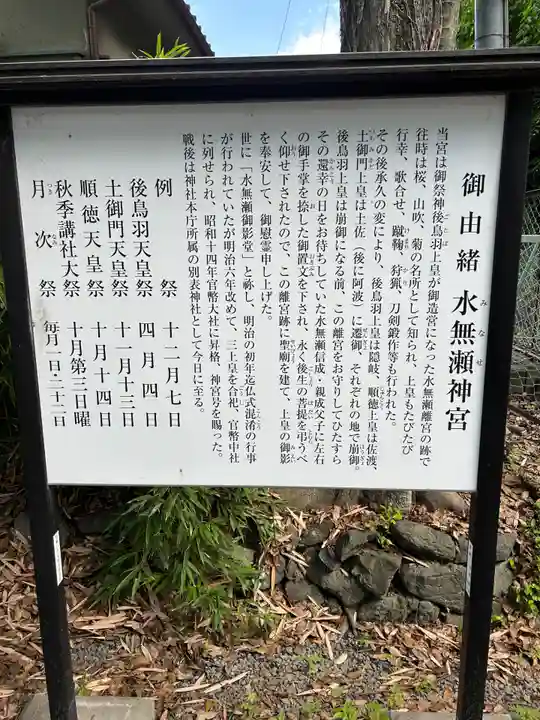 御由緒 水無瀬神宮
当宮は御祭神後鳥羽上皇が御造営になった水無瀬離宮の跡で
往時は桜、山吹、菊の名所として知られ、上皇もたびたび
行幸、歌合せ、蹴鞠、狩猟、刀剣鍛作等も行われた。
その後承久の変により、後鳥羽上皇は隠岐、順徳上皇は佐渡、
土御門上皇は土佐（後に阿波）に遷御、それぞれの地で崩御。
後鳥羽上皇は崩御になる前、この離宮をお守りしてひたすら
その還幸の日をお待ちしていた水無瀬信成、親成父子に左右
の御手掌を捺した御置文を下され、永く後生の菩提を弔うべ
く仰せ下されたので、この離宮跡に聖廟を建て、上皇の御影
を奉安して、御慰霊申し上げた。
世に「水無瀬御影堂」と称し、明治の初年迄仏式混淆の行事
が行われていたが明治六年改めて、三上皇を合祀、官幣中社
に列せられ、昭和十四年官幣大社に昇格、神宮号を賜った。
戦後は神社本庁所属の別表神社として今日に至る。
例祭 十二月七日
後鳥羽天皇祭 四月四日
土御門天皇祭 十一月十三日
順徳天皇祭 十月十四日
秋季講社大祭 十月第三日曜
月次祭 毎月一日・二十二日